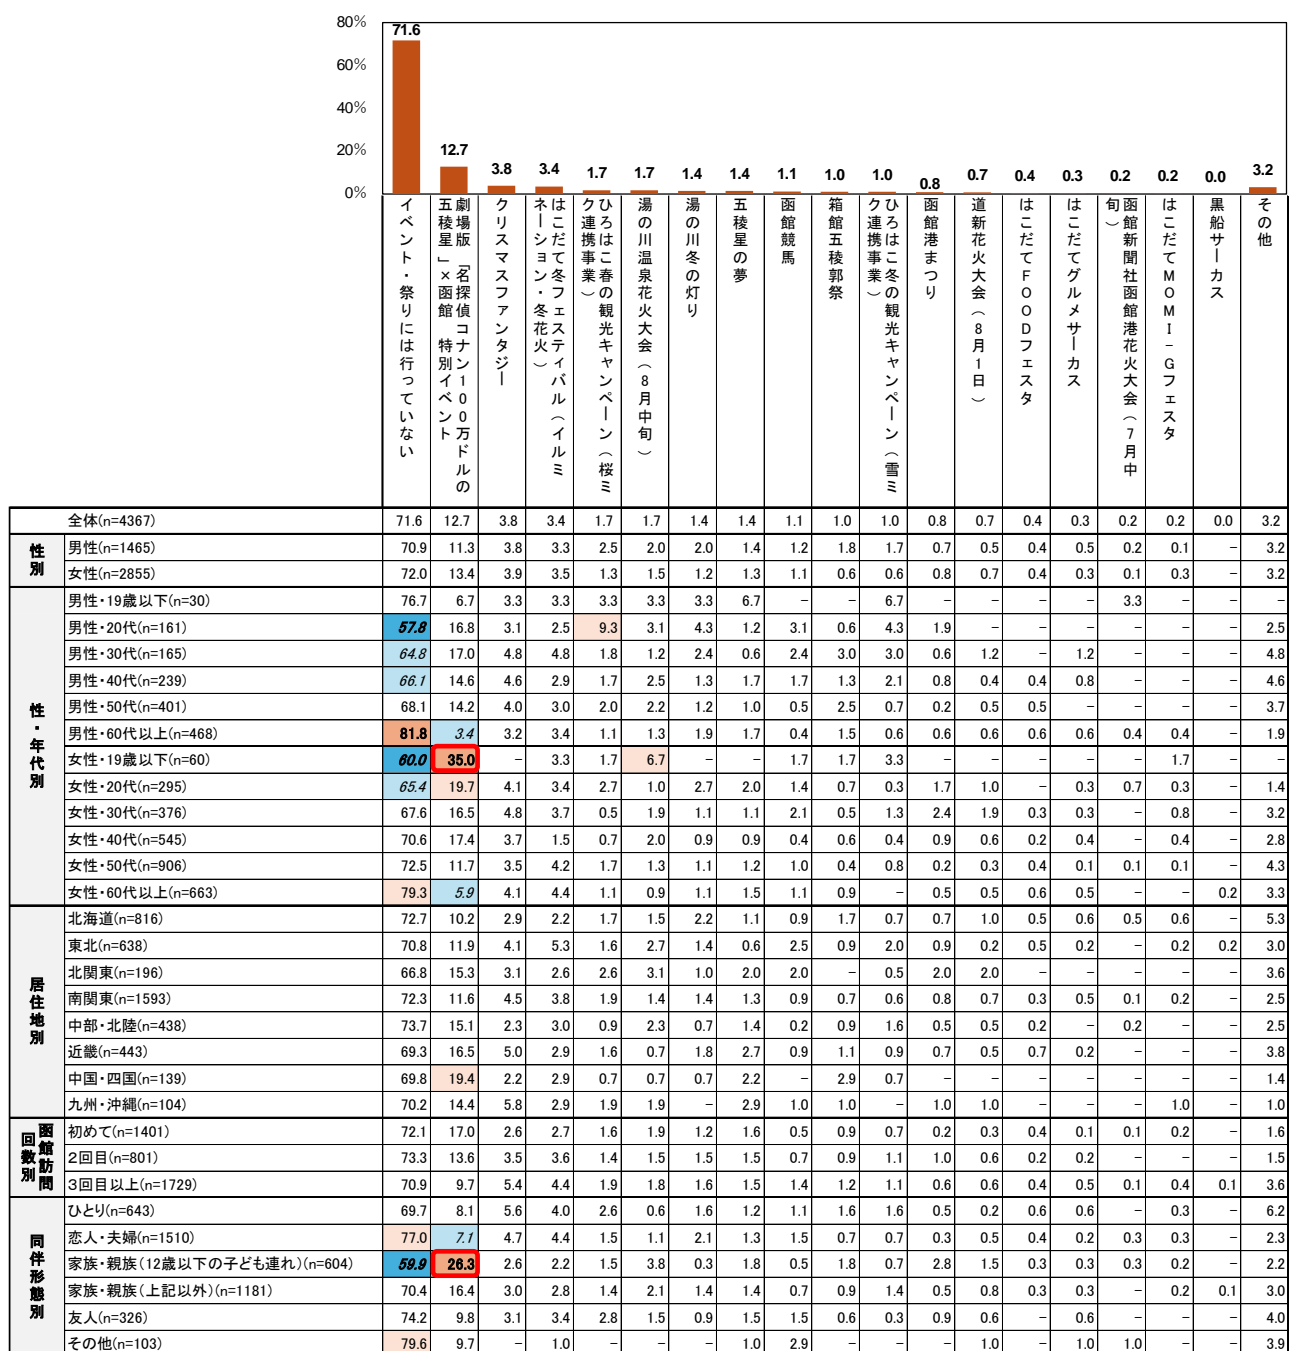 80%
60%
40%
20%
0%
71.6
12.7
3.8
3.4
1.7
1.7
1.4
1.4
1.1
1.0
1.0
0.8
0.7
0.4
0.3
0.2
0.2
0.0
3.2
イベント・祭りには行っていない
劇場版「名探偵コナン100万ドルの
五稜星」×函館 特別イベント
クリスマスファンタジー
はこだて冬フェスティバル（イルミ
ネーション・冬花火）
ひろはこ春の観光キャンペーン（桜ミ
ク連携事業）
湯の川温泉花火大会（8月中旬）
湯の川冬の灯り
五稜星の夢
函館競馬
箱館五稜郭祭
ひろはこ冬の観光キャンペーン（雪ミ
ク連携事業）
函館港まつり
道新花火大会（8月1日）
はこだてFOODフェスタ
はこだてグルメサーカス
函館新聞社函館港花火大会（7月中
旬）
はこだてMOMI-Gフェスタ
黒船サーカス
その他
全体(n=4367) 71.6 12.7 3.8 3.4 1.7 1.7 1.4 1.4 1.1 1.0 1.0 0.8 0.7 0.4 0.3 0.2 0.2 0.0 3.2
性別
男性(n=1465) 70.9 11.3 3.8 3.3 2.5 2.0 2.0 1.4 1.2 1.8 1.7 0.7 0.5 0.4 0.5 0.2 0.1 － 3.2
女性(n=2855) 72.0 13.4 3.9 3.5 1.3 1.5 1.2 1.3 1.1 0.6 0.6 0.8 0.7 0.4 0.3 0.1 0.3 － 3.2
性・年代別
男性・19歳以下(n=30) 76.7 6.7 3.3 3.3 3.3 3.3 3.3 6.7 － － 6.7 － － － － 3.3 － － －
男性・20代(n=161) 57.8 16.8 3.1 2.5 9.3 3.1 4.3 1.2 3.1 0.6 4.3 1.9 － － － － － － 2.5
男性・30代(n=165) 64.8 17.0 4.8 4.8 1.8 1.2 2.4 0.6 2.4 3.0 3.0 0.6 1.2 － 1.2 － － － 4.8
男性・40代(n=239) 66.1 14.6 4.6 2.9 1.7 2.5 1.3 1.7 1.7 1.3 2.1 0.8 0.4 0.4 0.8 － － － 4.6
男性・50代(n=401) 68.1 14.2 4.0 3.0 2.0 2.2 1.2 1.0 0.5 2.5 0.7 0.2 0.5 0.5 － － － － 3.7
男性・60代以上(n=468) 81.8 3.4 3.2 3.4 1.1 1.3 1.9 1.7 0.4 1.5 0.6 0.6 0.6 0.6 0.6 0.4 0.4 － 1.9
女性・19歳以下(n=60) 60.0 35.0 － 3.3 1.7 6.7 － － 1.7 1.7 3.3 － － － － － 1.7 － －
女性・20代(n=295) 65.4 19.7 4.1 3.4 2.7 1.0 2.7 2.0 1.4 0.7 0.3 1.7 1.0 － 0.3 0.7 0.3 － 1.4
女性・30代(n=376) 67.6 16.5 4.8 3.7 0.5 1.9 1.1 1.1 2.1 0.5 1.3 2.4 1.9 0.3 0.3 － 0.8 － 3.2
女性・40代(n=545) 70.6 17.4 3.7 1.5 0.7 2.0 0.9 0.9 0.4 0.6 0.4 0.9 0.6 0.2 0.4 － 0.4 － 2.8
女性・50代(n=906) 72.5 11.7 3.5 4.2 1.7 1.3 1.1 1.2 1.0 0.4 0.8 0.2 0.3 0.4 0.1 0.1 0.1 － 4.3
女性・60代以上(n=663) 79.3 5.9 4.1 4.4 1.1 0.9 1.1 1.5 1.1 0.9 － 0.5 0.5 0.6 0.5 － － 0.2 3.3
居住地別
北海道(n=816) 72.7 10.2 2.9 2.2 1.7 1.5 2.2 1.1 0.9 1.7 0.7 0.7 1.0 0.5 0.6 0.5 0.6 － 5.3
東北(n=638) 70.8 11.9 4.1 5.3 1.6 2.7 1.4 0.6 2.5 0.9 2.0 0.9 0.2 0.5 0.2 － 0.2 0.2 3.0
北関東(n=196) 66.8 15.3 3.1 2.6 2.6 3.1 1.0 2.0 2.0 － 0.5 2.0 2.0 － － － － － 3.6
南関東(n=1593) 72.3 11.6 4.5 3.8 1.9 1.4 1.4 1.3 0.9 0.7 0.6 0.8 0.7 0.3 0.5 0.1 0.2 － 2.5
中部・北陸(n=438) 73.7 15.1 2.3 3.0 0.9 2.3 0.7 1.4 0.2 0.9 1.6 0.5 0.5 0.2 － 0.2 － － 2.5
近畿(n=443) 69.3 16.5 5.0 2.9 1.6 0.7 1.8 2.7 0.9 1.1 0.9 0.7 0.5 0.7 0.2 － － － 3.8
中国・四国(n=139) 69.8 19.4 2.2 2.9 0.7 0.7 0.7 2.2 － 2.9 0.7 － － － － － － － 1.4
九州・沖縄(n=104) 70.2 14.4 5.8 2.9 1.9 1.9 － 2.9 1.0 1.0 － 1.0 1.0 － － － 1.0 － 1.0
函館訪問回数別
初めて(n=1401) 72.1 17.0 2.6 2.7 1.6 1.9 1.2 1.6 0.5 0.9 0.7 0.2 0.3 0.4 0.1 0.1 0.2 － 1.6
２回目(n=801) 73.3 13.6 3.5 3.6 1.4 1.5 1.5 1.5 0.7 0.9 1.1 1.0 0.6 0.2 0.2 － － － 1.5
３回目以上(n=1729) 70.9 9.7 5.4 4.4 1.9 1.8 1.6 1.5 1.4 1.2 1.1 0.6 0.6 0.4 0.5 0.1 0.4 0.1 3.6
同伴形態別
ひとり(n=643) 69.7 8.1 5.6 4.0 2.6 0.6 1.6 1.2 1.1 1.6 1.6 0.5 0.2 0.6 0.6 － 0.3 － 6.2
恋人・夫婦(n=1510) 77.0 7.1 4.7 4.4 1.5 1.1 2.1 1.3 1.5 0.7 0.7 0.3 0.5 0.4 0.2 0.3 0.3 － 2.3
家族・親族（12歳以下の子ども連れ）(n=604) 59.9 26.3 2.6 2.2 1.5 3.8 0.3 1.8 0.5 1.8 0.7 2.8 1.5 0.3 0.3 0.3 0.2 － 2.2
家族・親族（上記以外）(n=1181) 70.4 16.4 3.0 2.8 1.4 2.1 1.4 1.4 0.7 0.9 1.4 0.5 0.8 0.3 0.3 － 0.2 0.1 3.0
友人(n=326) 74.2 9.8 3.1 3.4 2.8 1.5 0.9 1.5 1.5 0.6 0.3 0.9 0.6 － 0.6 － － － 4.0
その他(n=103) 79.6 9.7 － 1.0 － － － 1.0 2.9 － － － 1.0 － 1.0 1.0 － － 3.9